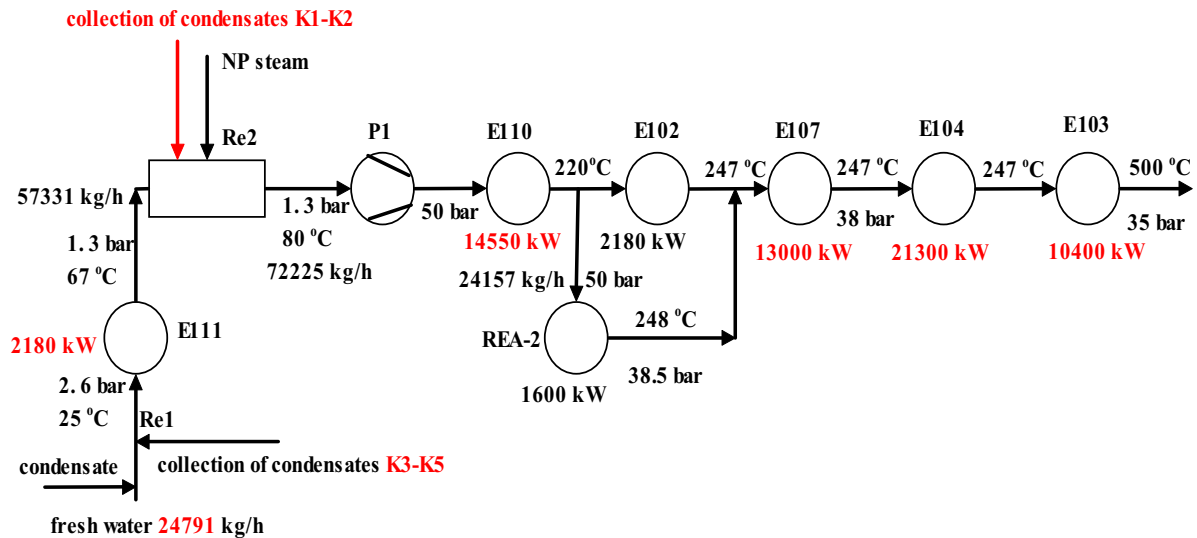 collection of condensates K1-K2
NP steam
Re2
P1
E110
E102
E107
E104
E103
220°C
247 °C
247 °C
247 °C
500 °C
57331 kg/h
1.3 bar
67 °C
1.3 bar
80 °C
72225 kg/h
50 bar
14550 kW
2180 kW
13000 kW
38 bar
21300 kW
10400 kW
35 bar
24157 kg/h
50 bar
REA-2
248 °C
38.5 bar
1600 kW
E111
2180 kW
2.6 bar
25 °C
Re1
condensate
collection of condensates K3-K5
fresh water 24791 kg/h